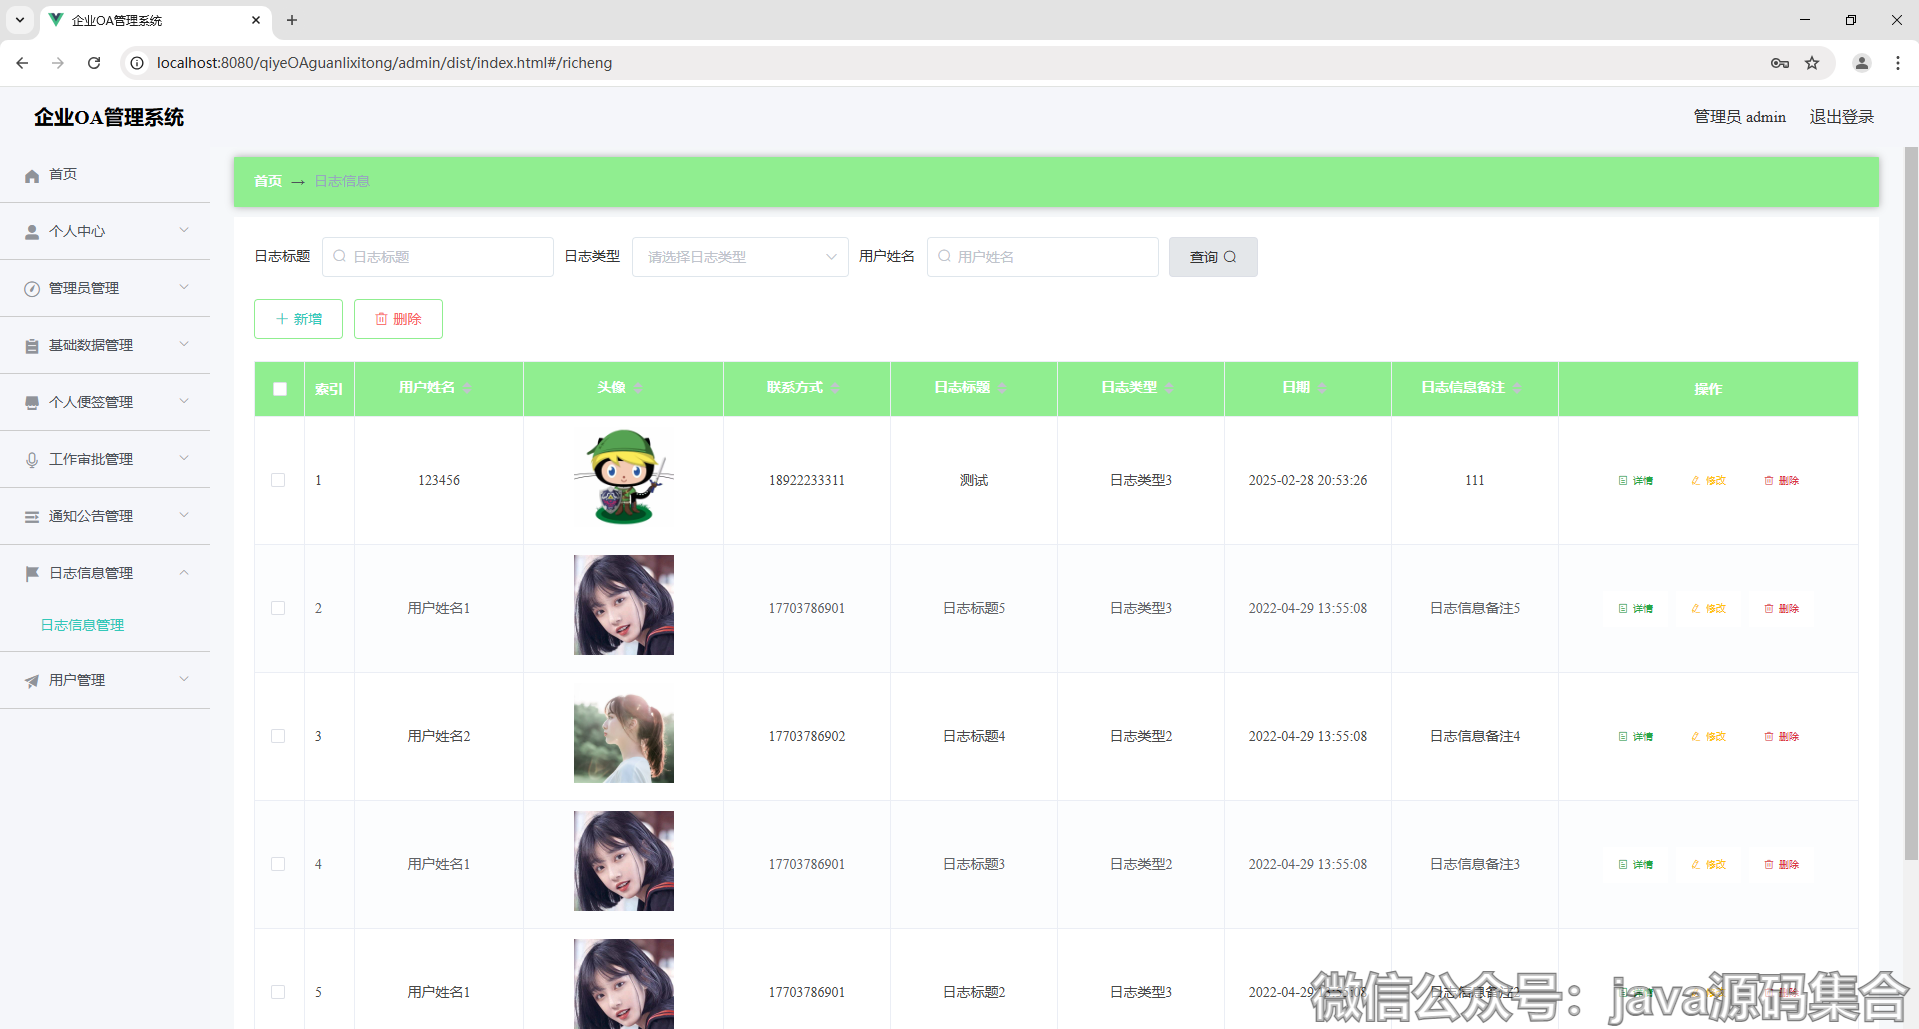 企业OA管理系统
localhost:8080/qiyeOAguanlixitong/admin/dist/index.html#/richeng
企业OA管理系统
管理员 admin 退出登录
首页
个人中心
管理员管理
基础数据管理
个人便签管理
工作审批管理
通知公告管理
日志信息管理
日志信息管理
用户管理
首页 → 日志信息
日志标题 日志标题 日志类型 请选择日志类型 用户姓名 用户姓名 查询
新增 删除
索引 用户姓名 头像 联系方式 日志标题 日志类型 日期 日志信息备注 操作
1 123456 18922233311 测试 日志类型3 2025-02-28 20:53:26 111 详情 修改 删除
2 用户姓名1 17703786901 日志标题5 日志类型3 2022-04-29 13:55:08 日志信息备注5 详情 修改 删除
3 用户姓名2 17703786902 日志标题4 日志类型2 2022-04-29 13:55:08 日志信息备注4 详情 修改 删除
4 用户姓名1 17703786901 日志标题3 日志类型2 2022-04-29 13:55:08 日志信息备注3 详情 修改 删除
5 用户姓名1 17703786901 日志标题2 日志类型3 2022-04-29 13:55:08 日志信息备注2 详情 修改 删除
微信公众号：java源码集合